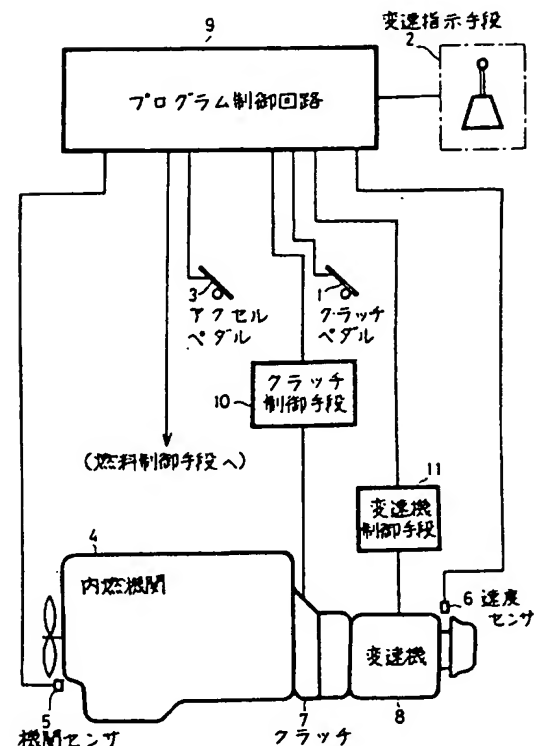 9
変速指示手段
2
プログラム制御回路
3
アクセル
ペダル
1
クラッチ
ペダル
10
クラッチ
制御手段
(燃料制御手段へ)
11
変速機
制御手段
4
内燃機関
6 速度
センサ
変速機
5
機関センサ
7
クラッチ
8